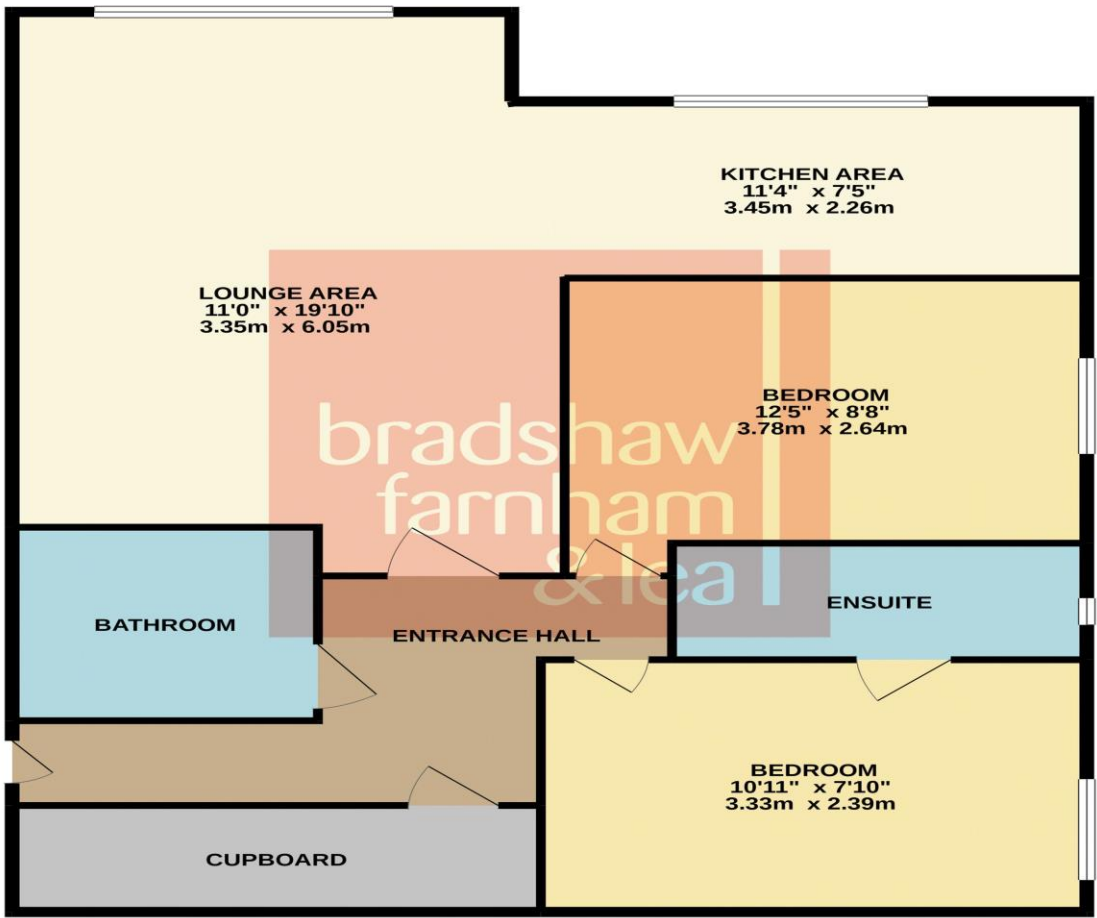 KITCHEN AREA
11'4" x 7'5"
3.45m x 2.26m
LOUNGE AREA
11'0" x 19'10"
3.35m x 6.05m
BEDROOM
12'5" x 8'8"
3.78m x 2.64m
bradshaw
farnham
& lea
ENSUITE
BATHROOM
ENTRANCE HALL
BEDROOM
10'11" x 7'10"
3.33m x 2.39m
CUPBOARD